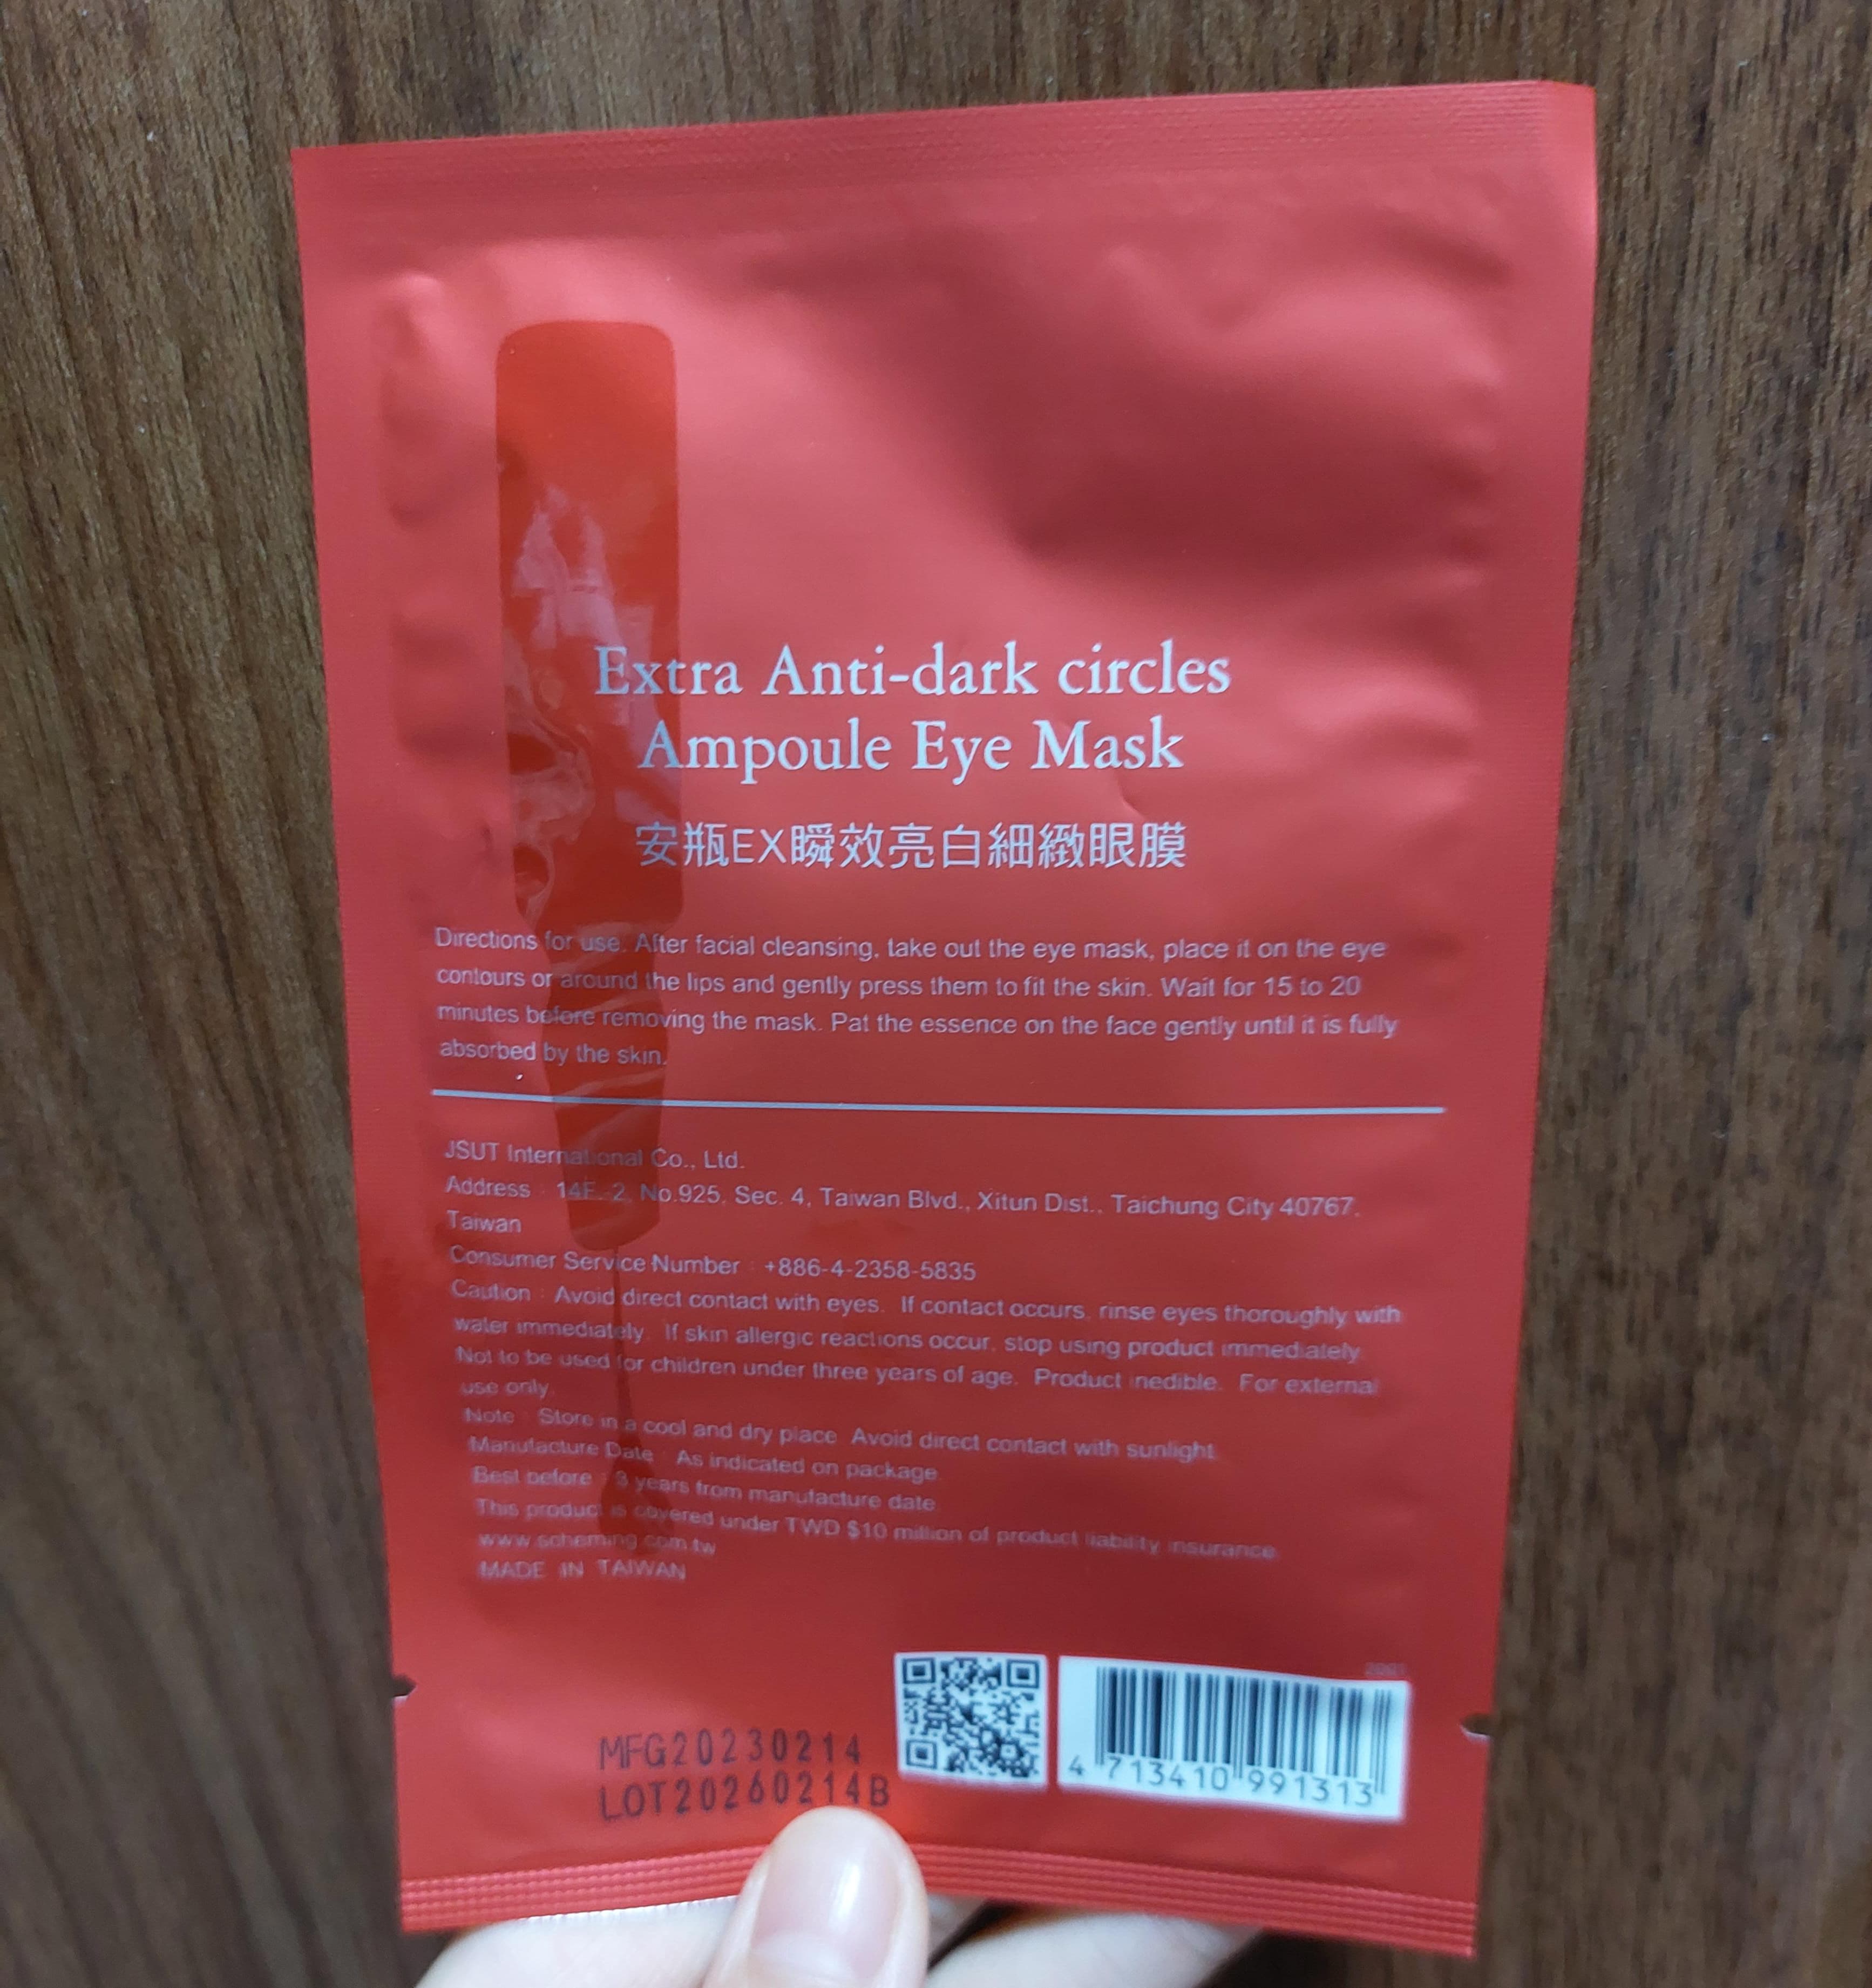 Extra Anti-dark circles
Ampoule Eye Mask
安瓶EX瞬效亮白細緻眼膜
Directions for use: After facial cleansing, take out the eye mask, place it on the eye
contours or around the lips and gently press them to fit the skin. Wait for 15 to 20
minutes before removing the mask. Pat the essence on the face gently until it is fully
absorbed by the skin.
JSUT International Co., Ltd.
Address : 14F.-2, No.925, Sec. 4, Taiwan Blvd., Xitun Dist., Taichung City 40767,
Taiwan
Consumer Service Number : +886-4-2358-5835
Caution : Avoid direct contact with eyes. If contact occurs, rinse eyes thoroughly with
water immediately. If skin allergic reactions occur, stop using product immediately.
Not to be used for children under three years of age. Product inedible. For external
use only.
Note : Store in a cool and dry place. Avoid direct contact with sunlight.
Manufacture Date : As indicated on package
Best before : 3 years from manufacture date.
This product is covered under TWD $10 million of product liability insurance.
www.scheming.com.tw
MADE IN TAIWAN
MFG20230214
LOT20260214B
4 713410 991313